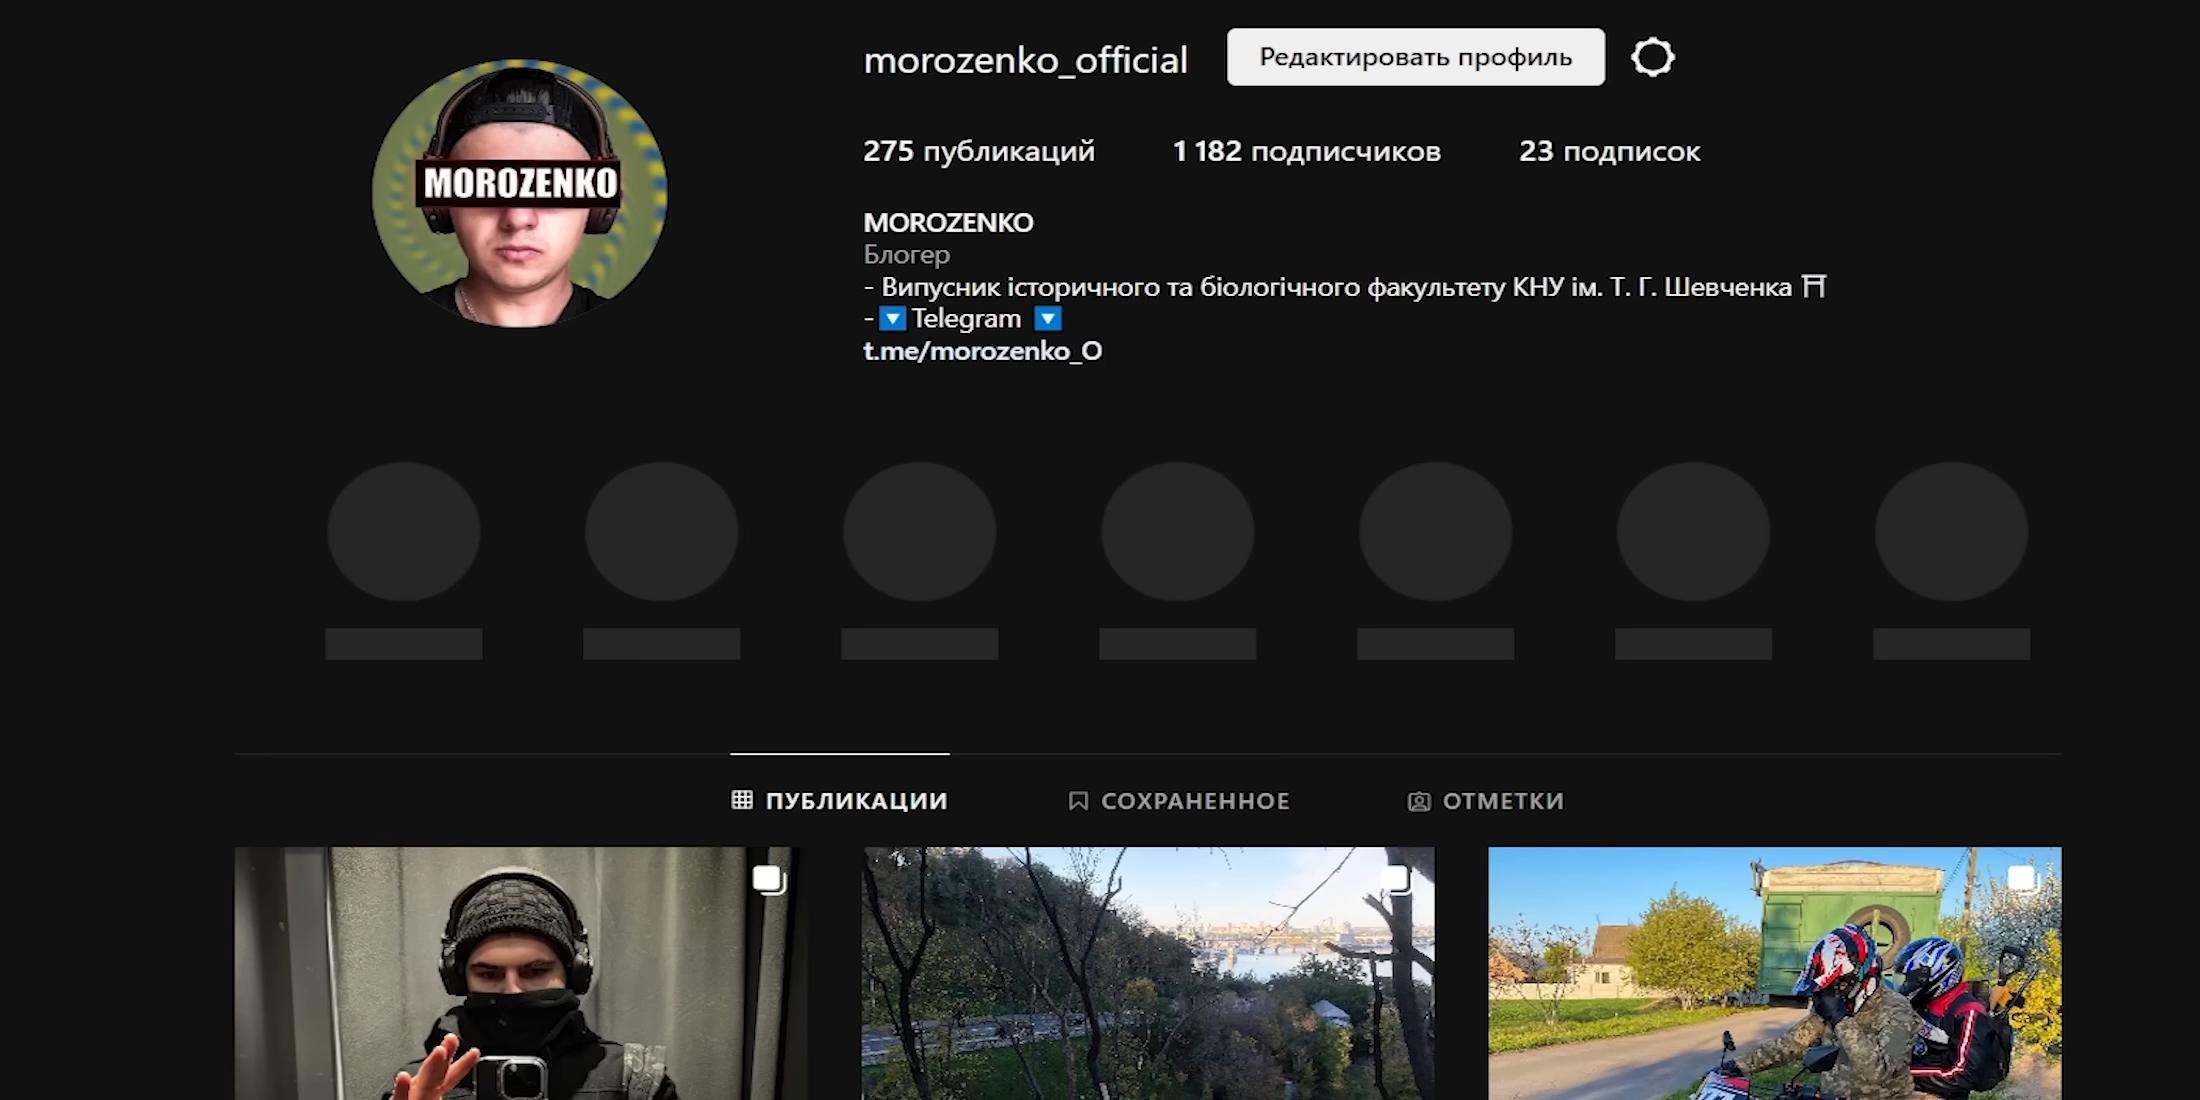 morozenko_official
Редактировать профиль
275 публикаций
1 182 подписчиков
23 подписок
MOROZENKO
MOROZENKO
Блогер
- Випусник історичного та біологічного факультету КНУ ім. Т. Г. Шевченка ⛩
- 🔽 Telegram 🔽
t.me/morozenko_O
ПУБЛИКАЦИИ
СОХРАНЕННОЕ
ОТМЕТКИ